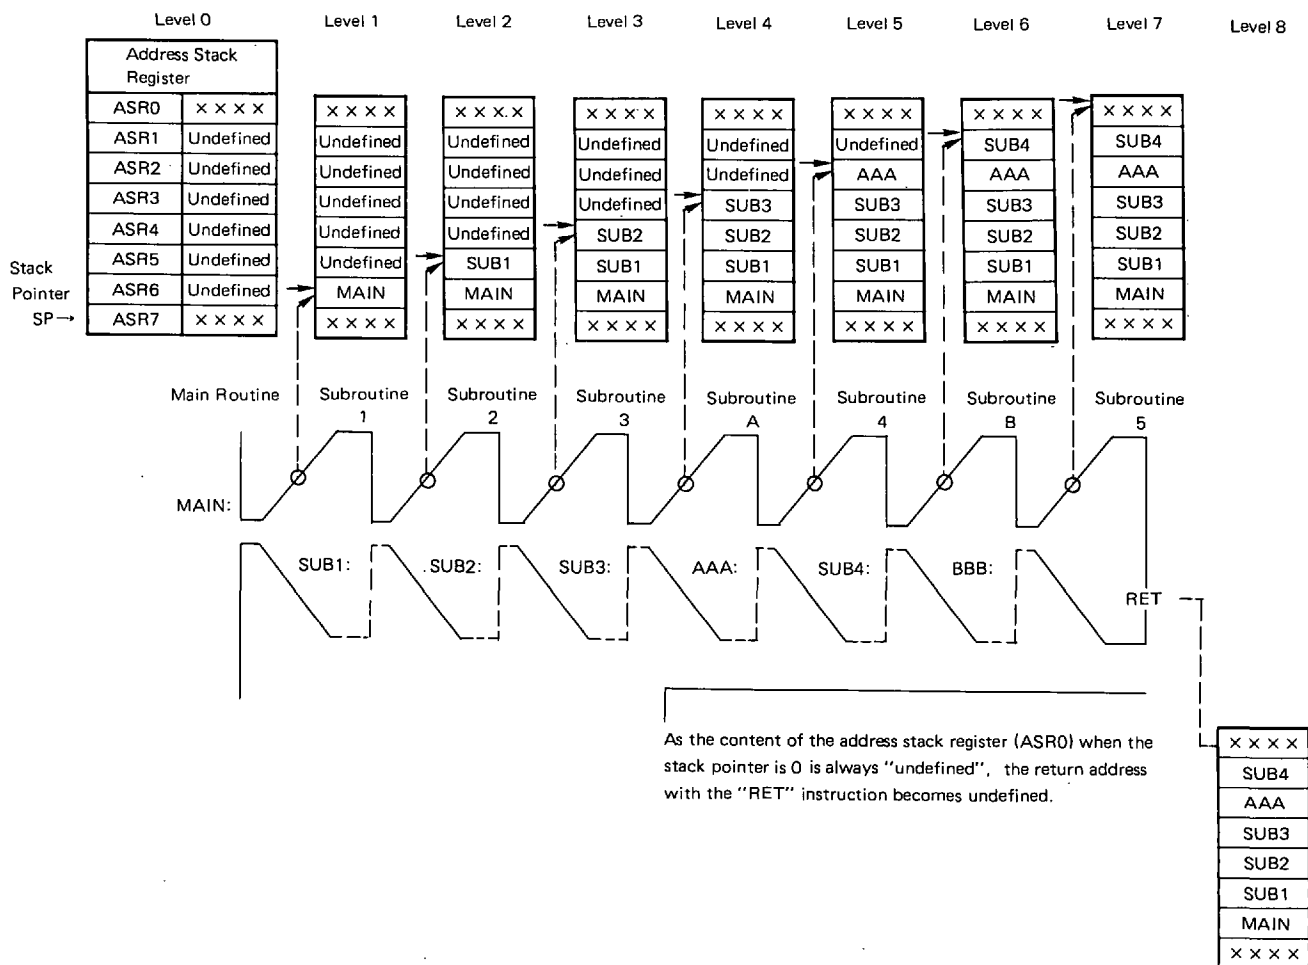 Level 0 Level 1 Level 2 Level 3 Level 4 Level 5 Level 6 Level 7 Level 8
Address Stack
Register
ASR0 × × × × × × × × × × × × × × × × × × × × × × × × × × × × × × × ×
ASR1 Undefined Undefined Undefined Undefined Undefined Undefined SUB4 SUB4
ASR2 Undefined Undefined Undefined Undefined Undefined AAA AAA AAA
ASR3 Undefined Undefined Undefined Undefined SUB3 SUB3 SUB3 SUB3
ASR4 Undefined Undefined Undefined SUB2 SUB2 SUB2 SUB2 SUB2
ASR5 Undefined Undefined SUB1 SUB1 SUB1 SUB1 SUB1 SUB1
ASR6 Undefined MAIN MAIN MAIN MAIN MAIN MAIN MAIN
ASR7 × × × × × × × × × × × × × × × × × × × × × × × × × × × × × × × ×
Stack
Pointer
SP→
Main Routine
Subroutine
1
Subroutine
2
Subroutine
3
Subroutine
A
Subroutine
4
Subroutine
B
Subroutine
5
MAIN:
SUB1: SUB2: SUB3: AAA: SUB4: BBB:
RET
As the content of the address stack register (ASR0) when the
stack pointer is 0 is always "undefined", the return address
with the "RET" instruction becomes undefined.
× × × ×
SUB4
AAA
SUB3
SUB2
SUB1
MAIN
× × × ×